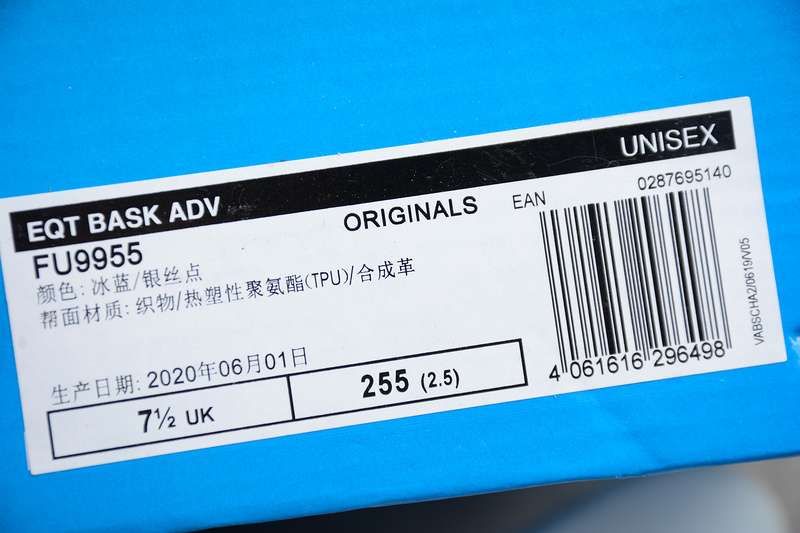 UNISEX
EQT BASK ADV
ORIGINALS
EAN
0287695140
FU9955
颜色: 冰蓝/银丝点
帮面材质: 织物/热塑性聚氨酯(TPU)/合成革
生产日期: 2020年06月01日
7½ UK
255 (2.5)
4 061616 296498
VABSCHA2/0619/V05